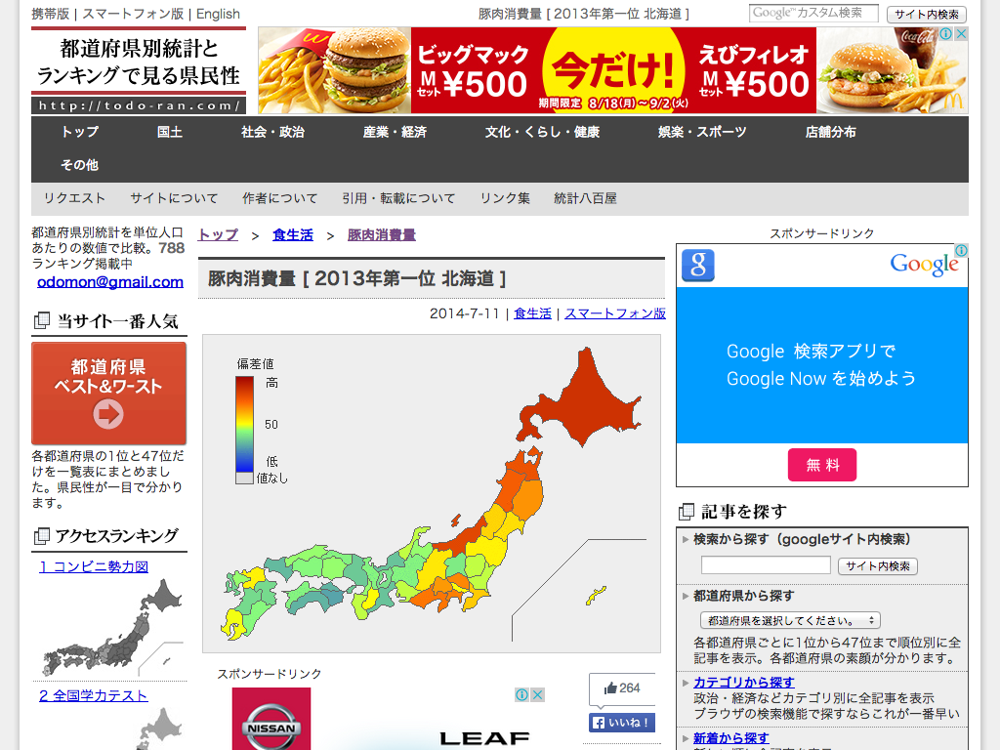 携帯版 | スマートフォン版 | English
豚肉消費量 [ 2013年第一位 北海道 ]
Google™ カスタム検索
サイト内検索
都道府県別統計と
ランキングで見る県民性
http://todo-ran.com/
ビッグマック
Mセット ¥500
今だけ!
期間限定 8/18(月)～9/2(火)
えびフィレオ
Mセット ¥500
Coca-Cola
トップ 国土 社会・政治 産業・経済 文化・くらし・健康 娯楽・スポーツ 店舗分布
その他
リクエスト サイトについて 作者について 引用・転載について リンク集 統計八百屋
都道府県別統計を単位人口
あたりの数値で比較。788
ランキング掲載中
odomon@gmail.com
当サイト一番人気
都道府県
ベスト&ワースト
各都道府県の1位と47位だ
けを一覧表にまとめまし
た。県民性が一目で分かり
ます。
アクセスランキング
1 コンビニ勢力図
2 全国学力テスト
トップ > 食生活 > 豚肉消費量
豚肉消費量 [ 2013年第一位 北海道 ]
2014-7-11 | 食生活 | スマートフォン版
偏差値
高
50
低
値なし
スポンサードリンク
NISSAN
LEAF
264
いいね！
スポンサードリンク
Google
Google 検索アプリで
Google Now を始めよう
無 料
記事を探す
検索から探す（googleサイト内検索）
サイト内検索
都道府県から探す
都道府県を選択してください。
各都道府県ごとに1位から47位まで順位別に全
記事を表示。各都道府県の素顔が分かります。
カテゴリから探す
政治・経済などカテゴリ別に全記事を表示
ブラウザの検索機能で探すならこれが一番早い
新着から探す